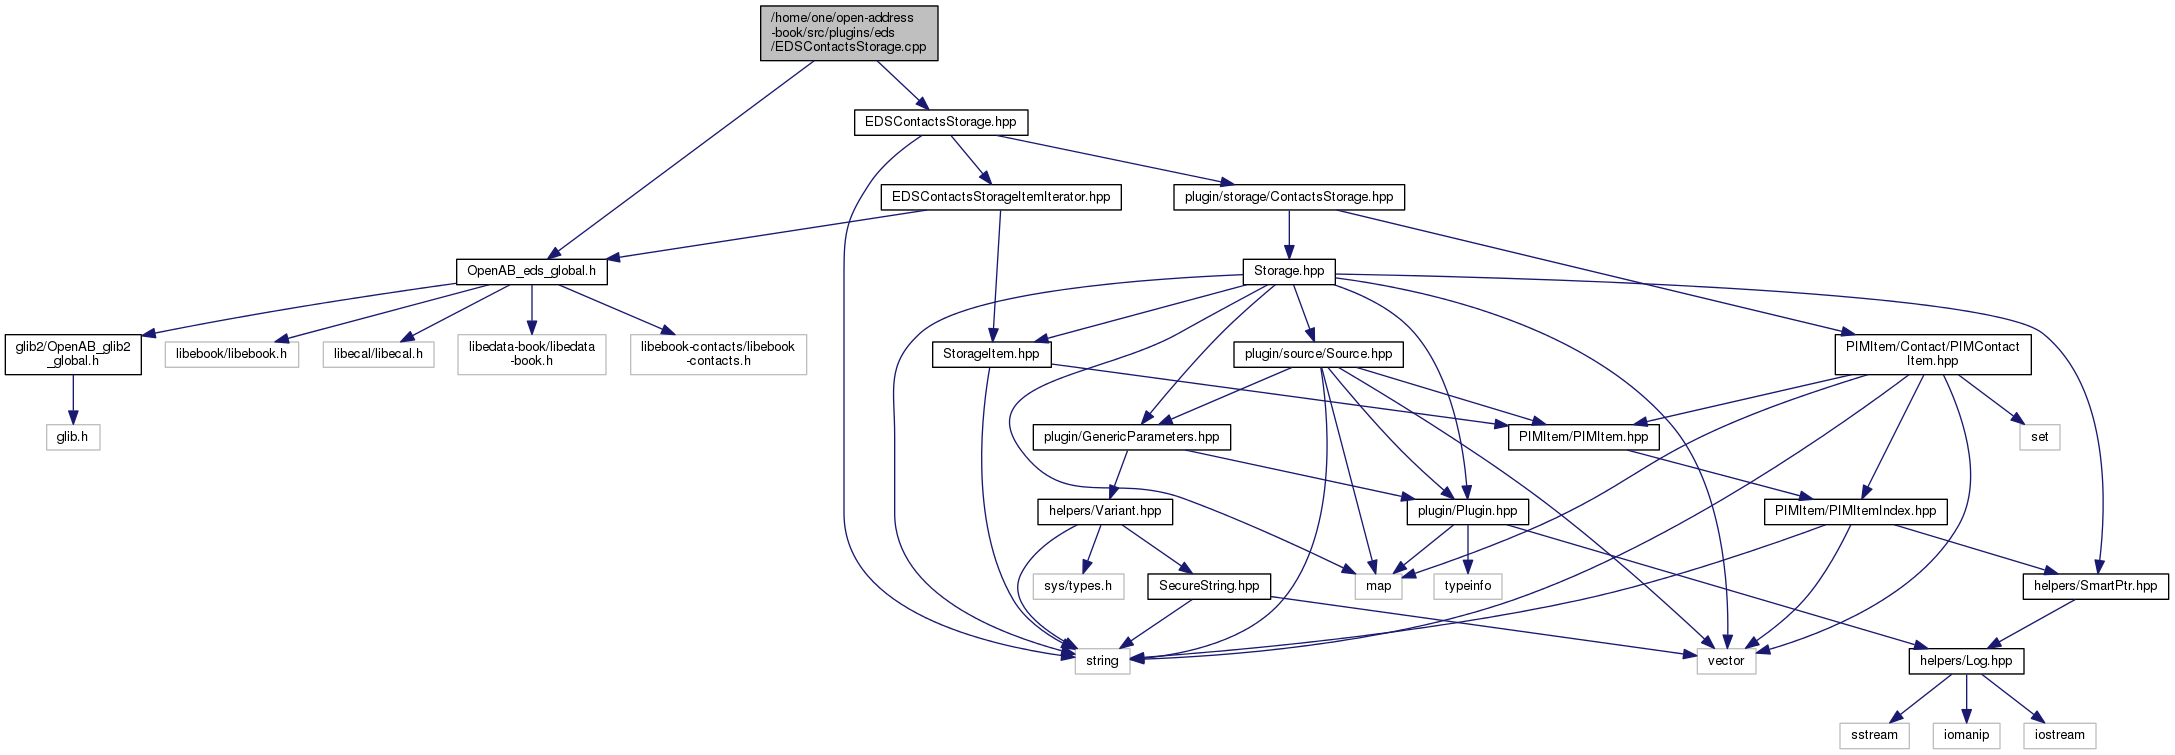 /home/one/open-address
-book/src/plugins/eds
/EDSContactsStorage.cpp
EDSContactsStorage.hpp
EDSContactsStorageItemIterator.hpp
plugin/storage/ContactsStorage.hpp
OpenAB_eds_global.h
Storage.hpp
glib2/OpenAB_glib2
_global.h
libebook/libebook.h
libecal/libecal.h
libedata-book/libedata
-book.h
libebook-contacts/libebook
-contacts.h
StorageItem.hpp
plugin/source/Source.hpp
PIMItem/Contact/PIMContact
Item.hpp
glib.h
plugin/GenericParameters.hpp
PIMItem/PIMItem.hpp
set
helpers/Variant.hpp
plugin/Plugin.hpp
PIMItem/PIMItemIndex.hpp
sys/types.h
SecureString.hpp
map
typeinfo
helpers/SmartPtr.hpp
string
vector
helpers/Log.hpp
sstream
iomanip
iostream